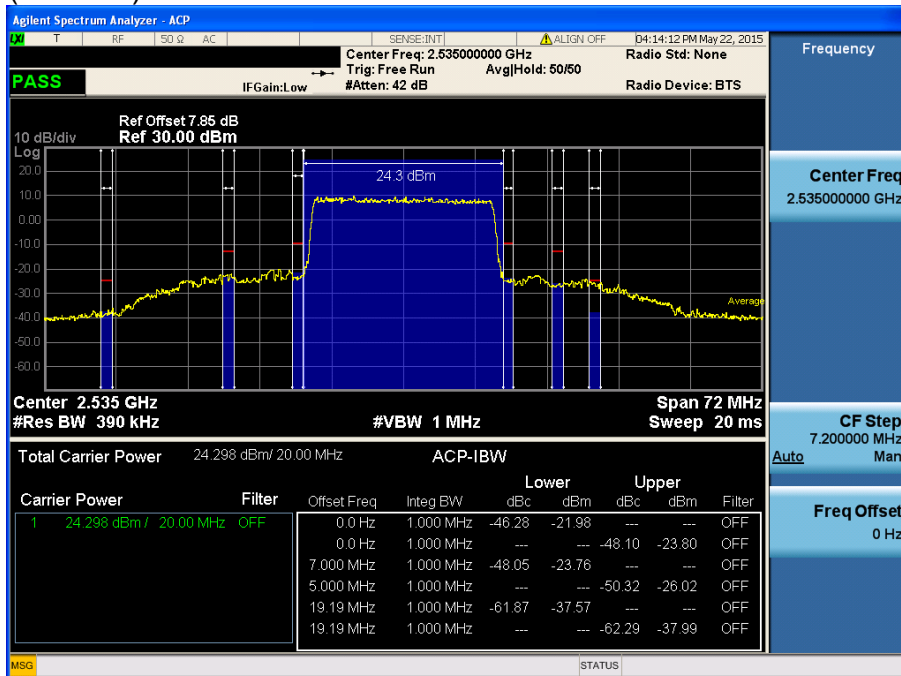 Agilent Spectrum Analyzer - ACP
LXI T RF 50 Ω AC SENSE:INT ALIGN OFF 04:14:12 PM May 22, 2015
Center Freq: 2.535000000 GHz Radio Std: None
Trig: Free Run Avg|Hold: 50/50
PASS IFGain:Low #Atten: 42 dB Radio Device: BTS
Ref Offset 7.85 dB
10 dB/div Ref 30.00 dBm
Log
20.0
24.3 dBm
10.0
0.00
-10.0
-20.0
-30.0
Average
-40.0
-50.0
-60.0
Center 2.535 GHz Span 72 MHz
#Res BW 390 kHz #VBW 1 MHz Sweep 20 ms
Total Carrier Power 24.298 dBm/ 20.00 MHz ACP-IBW
Lower Upper
Carrier Power Filter Offset Freq Integ BW dBc dBm dBc dBm Filter
1 24.298 dBm / 20.00 MHz OFF 0.0 Hz 1.000 MHz -46.28 -21.98 --- --- OFF
0.0 Hz 1.000 MHz --- --- -48.10 -23.80 OFF
7.000 MHz 1.000 MHz -48.05 -23.76 --- --- OFF
5.000 MHz 1.000 MHz --- --- -50.32 -26.02 OFF
19.19 MHz 1.000 MHz -61.87 -37.57 --- --- OFF
19.19 MHz 1.000 MHz --- --- -62.29 -37.99 OFF
MSG STATUS
Frequency
Center Freq
2.535000000 GHz
CF Step
7.200000 MHz
Auto Man
Freq Offset
0 Hz